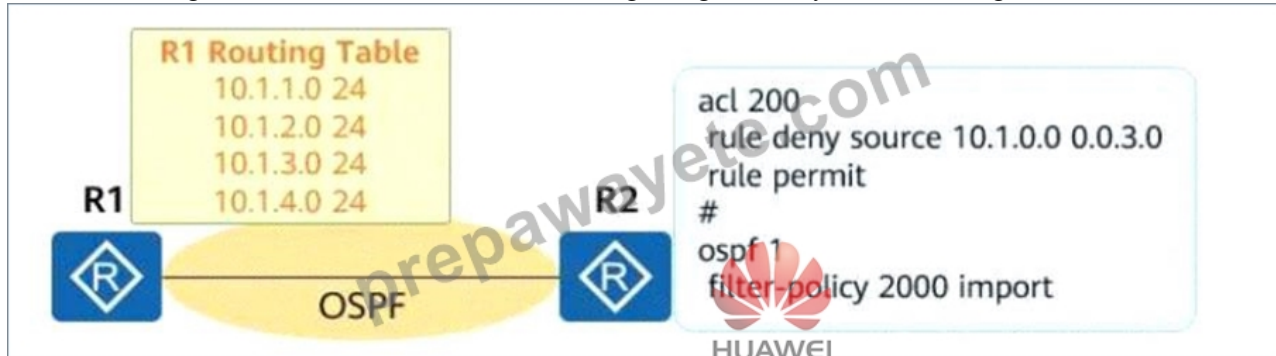 R1 Routing Table
10.1.1.0 24
10.1.2.0 24
10.1.3.0 24
10.1.4.0 24
R1
R
OSPF
R2
R
acl 200
rule deny source 10.1.0.0 0.0.3.0
rule permit
#
ospf 1
filter-policy 2000 import
prepawayete.com
HUAWEI